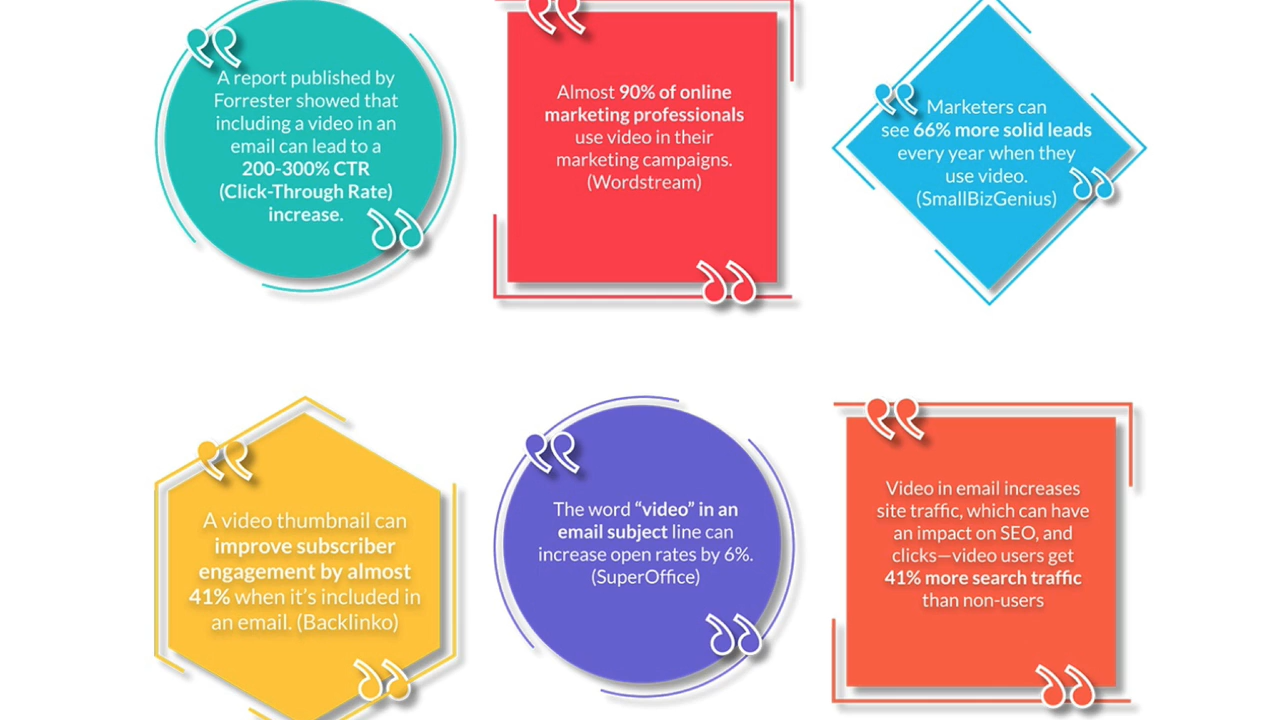 A report published by
Forrester showed that
including a video in an
email can lead to a
200-300% CTR
(Click-Through Rate)
increase.
Almost 90% of online
marketing professionals
use video in their
marketing campaigns.
(Wordstream)
Marketers can
see 66% more solid leads
every year when they
use video.
(SmallBizGenius)
A video thumbnail can
improve subscriber
engagement by almost
41% when it's included in
an email. (Backlinko)
The word “video” in an
email subject line can
increase open rates by 6%.
(SuperOffice)
Video in email increases
site traffic, which can have
an impact on SEO, and
clicks—video users get
41% more search traffic
than non-users